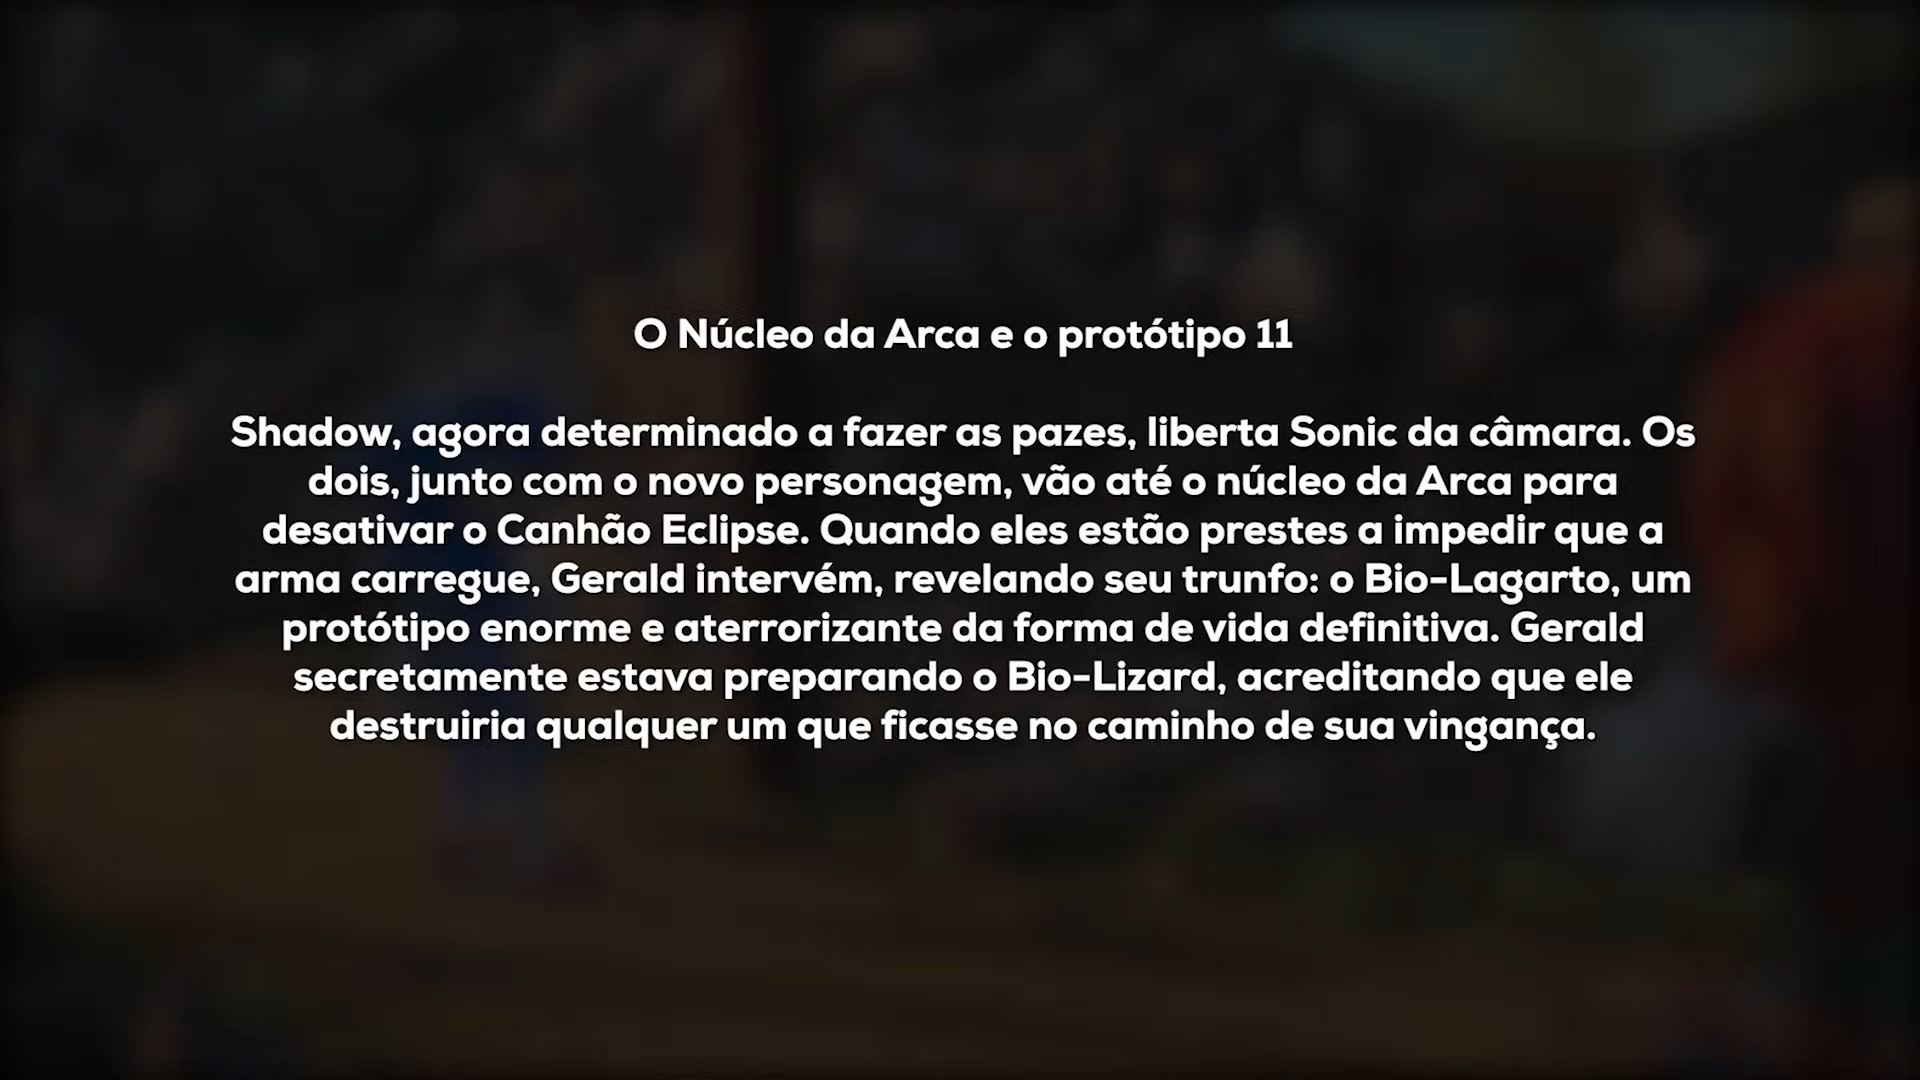 O Núcleo da Arca e o protótipo 11
Shadow, agora determinado a fazer as pazes, liberta Sonic da câmara. Os
dois, junto com o novo personagem, vão até o núcleo da Arca para
desativar o Canhão Eclipse. Quando eles estão prestes a impedir que a
arma carregue, Gerald intervém, revelando seu trunfo: o Bio-Lagarto, um
protótipo enorme e aterrorizante da forma de vida definitiva. Gerald
secretamente estava preparando o Bio-Lizard, acreditando que ele
destruiria qualquer um que ficasse no caminho de sua vingança.